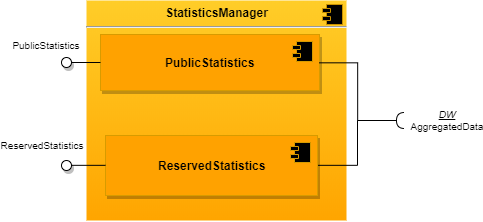 StatisticsManager
PublicStatistics
PublicStatistics
DW
AggregatedData
ReservedStatistics
ReservedStatistics